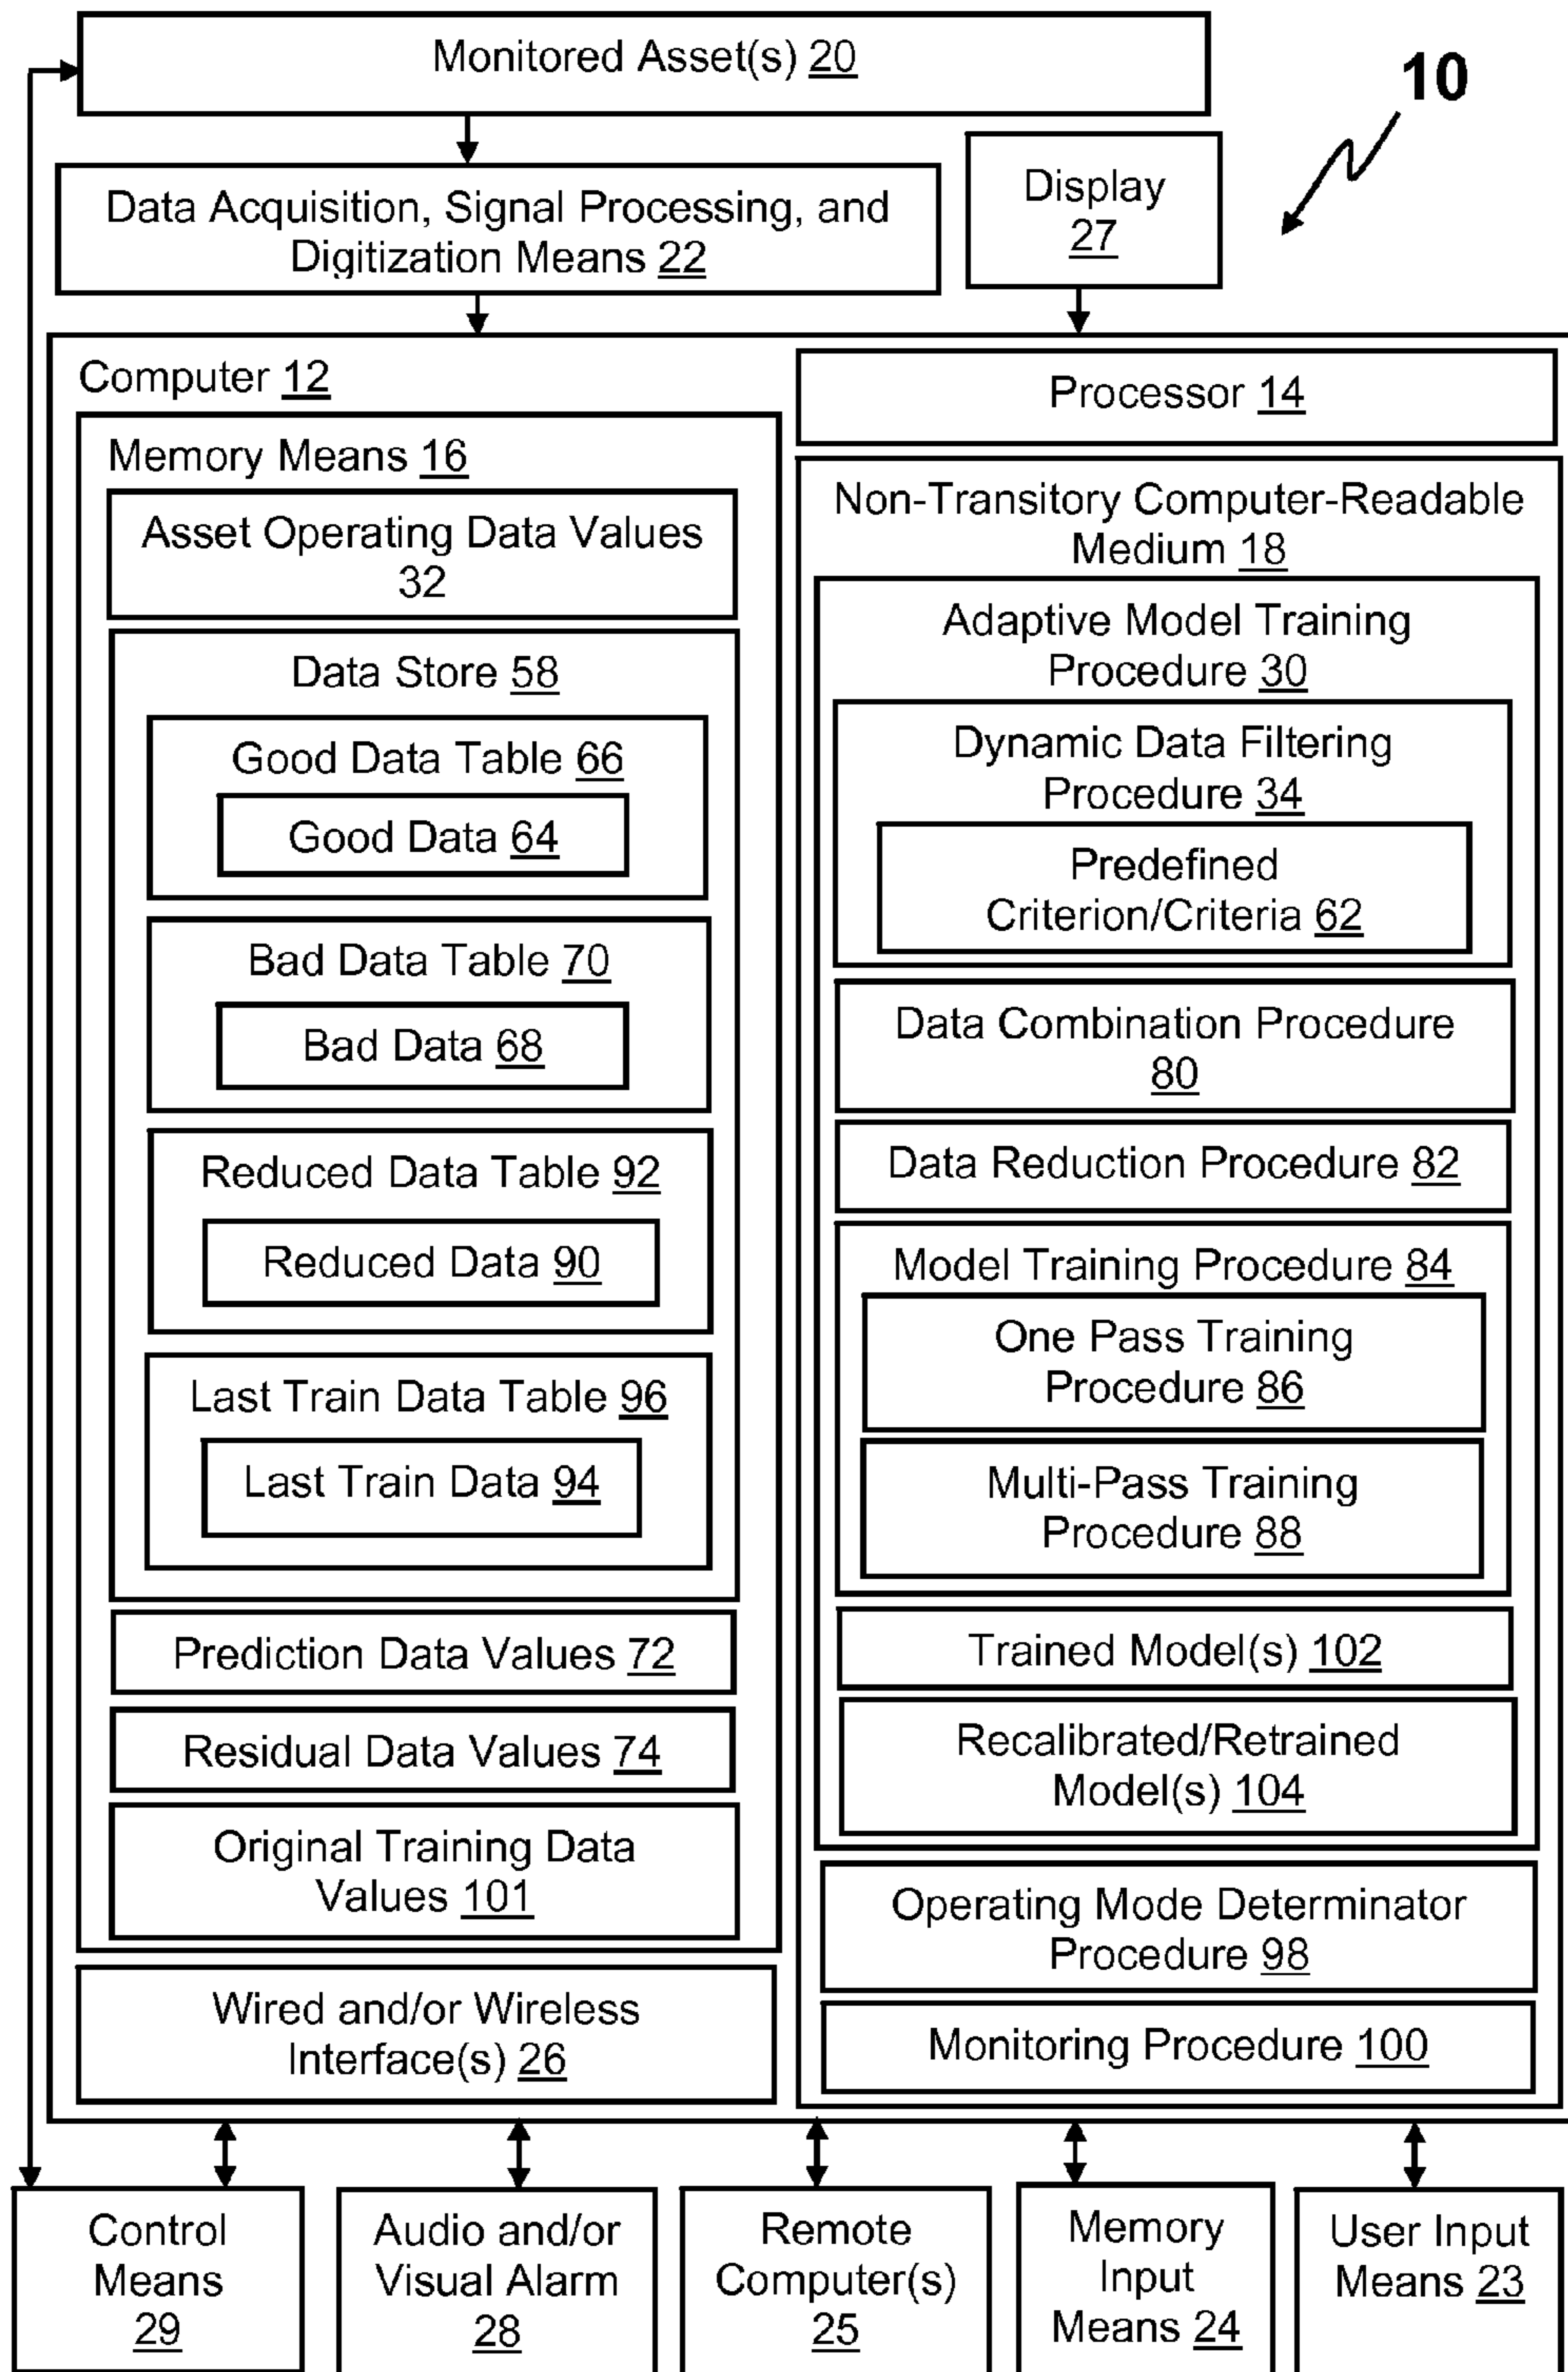 Monitored Asset(s) 20
10
Data Acquisition, Signal Processing, and
Digitization Means 22
Display
27
Computer 12
Memory Means 16
Asset Operating Data Values
32
Data Store 58
Good Data Table 66
Good Data 64
Bad Data Table 70
Bad Data 68
Reduced Data Table 92
Reduced Data 90
Last Train Data Table 96
Last Train Data 94
Prediction Data Values 72
Residual Data Values 74
Original Training Data
Values 101
Wired and/or Wireless
Interface(s) 26
Processor 14
Non-Transitory Computer-Readable
Medium 18
Adaptive Model Training
Procedure 30
Dynamic Data Filtering
Procedure 34
Predefined
Criterion/Criteria 62
Data Combination Procedure
80
Data Reduction Procedure 82
Model Training Procedure 84
One Pass Training
Procedure 86
Multi-Pass Training
Procedure 88
Trained Model(s) 102
Recalibrated/Retrained
Model(s) 104
Operating Mode Determinator
Procedure 98
Monitoring Procedure 100
Control
Means
29
Audio and/or
Visual Alarm
28
Remote
Computer(s)
25
Memory
Input
Means 24
User Input
Means 23